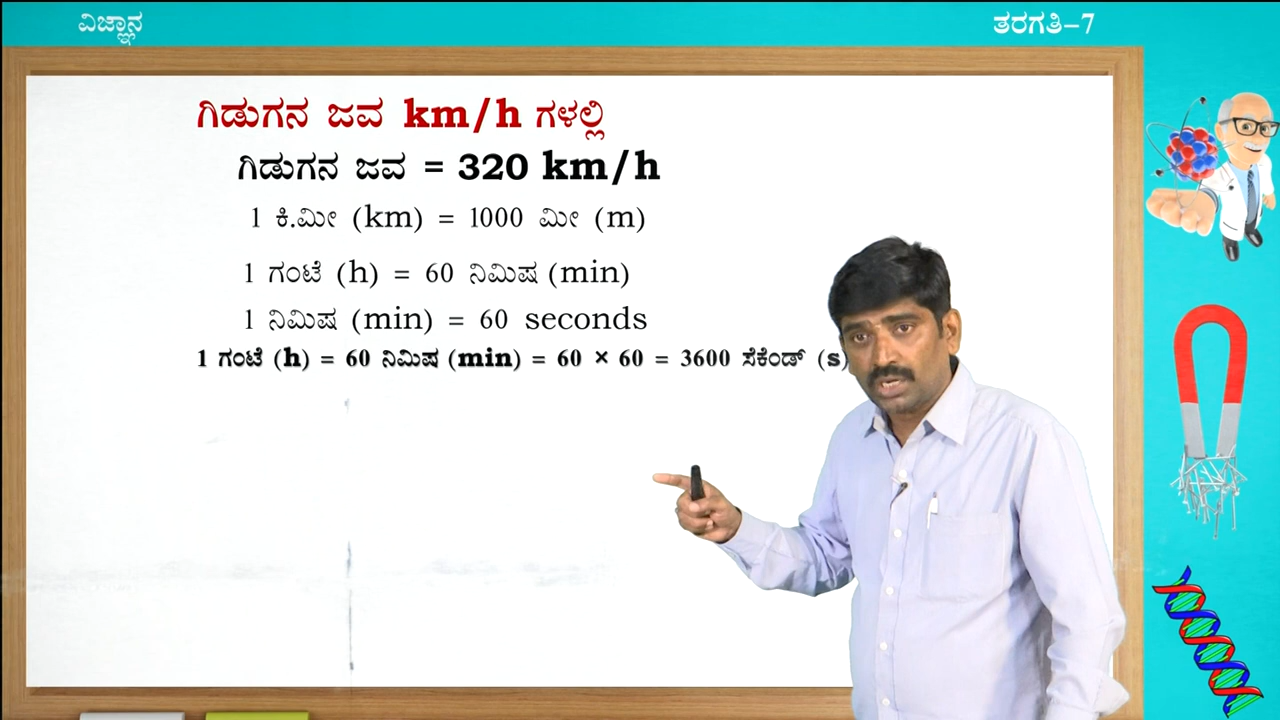 ವಿಜ್ಞಾನ
ತರಗತಿ-7
ಗಿಡುಗನ ಜವ km/h ಗಳಲ್ಲಿ
ಗಿಡುಗನ ಜವ = 320 km/h
1 ಕಿ.ಮೀ (km) = 1000 ಮೀ (m)
1 ಗಂಟೆ (h) = 60 ನಿಮಿಷ (min)
1 ನಿಮಿಷ (min) = 60 seconds
1 ಗಂಟೆ (h) = 60 ನಿಮಿಷ (min) = 60 × 60 = 3600 ಸೆಕೆಂಡ್ (s)